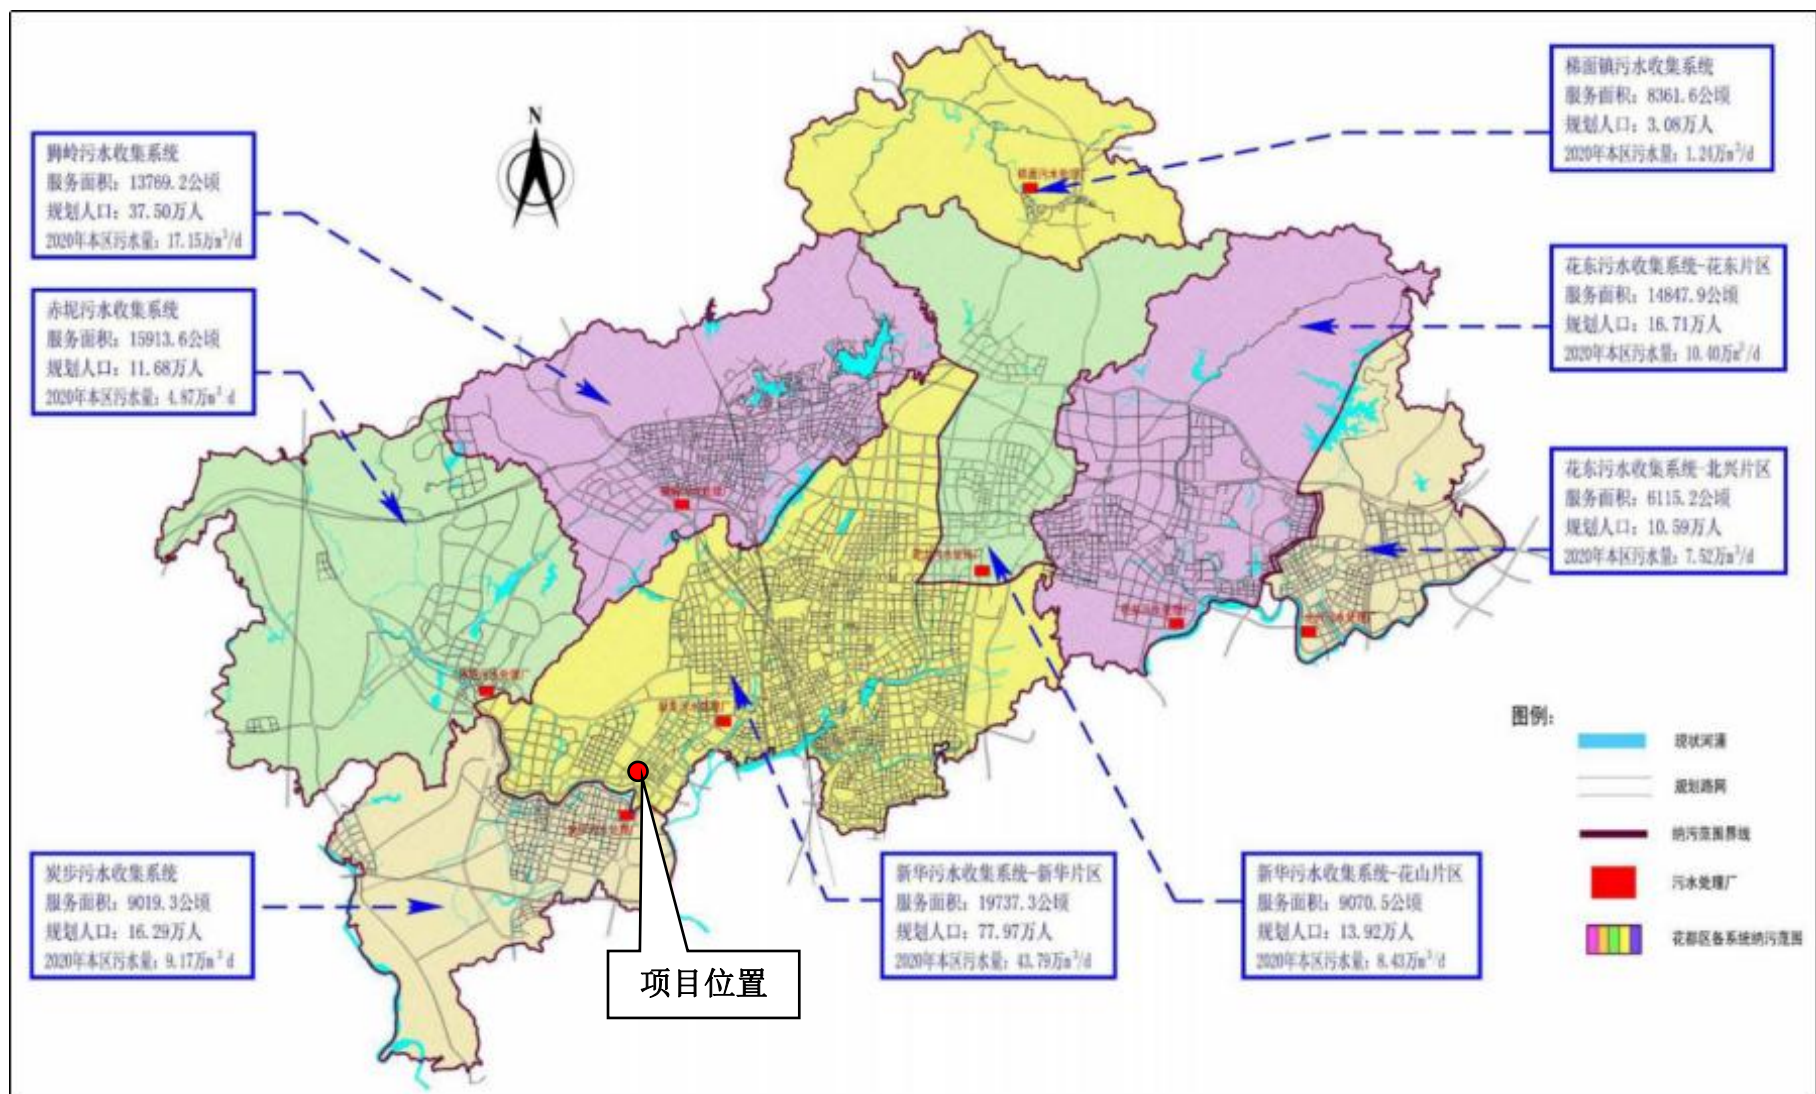 N
梯面镇污水收集系统
服务面积：8361.6公顷
规划人口：3.08万人
2020年本区污水量：1.24万m³/d
狮岭污水收集系统
服务面积：13769.2公顷
规划人口：37.50万人
2020年本区污水量：17.15万m³/d
花东污水收集系统-花东片区
服务面积：14847.9公顷
规划人口：16.71万人
2020年本区污水量：10.40万m³/d
赤坭污水收集系统
服务面积：15913.6公顷
规划人口：11.68万人
2020年本区污水量：4.87万m³ d
花东污水收集系统-北兴片区
服务面积：6115.2公顷
规划人口：10.59万人
2020年本区污水量：7.52万m³/d
图例：
现状河涌
规划路网
纳污范围界线
污水处理厂
花都区各系统纳污范围
炭步污水收集系统
服务面积：9019.3公顷
规划人口：16.29万人
2020年本区污水量：9.17万m³ d
新华污水收集系统-新华片区
服务面积：19737.3公顷
规划人口：77.97万人
2020年本区污水量：43.79万m³/d
新华污水收集系统-花山片区
服务面积：9070.5公顷
规划人口：13.92万人
2020年本区污水量：8.43万m³/d
项目位置